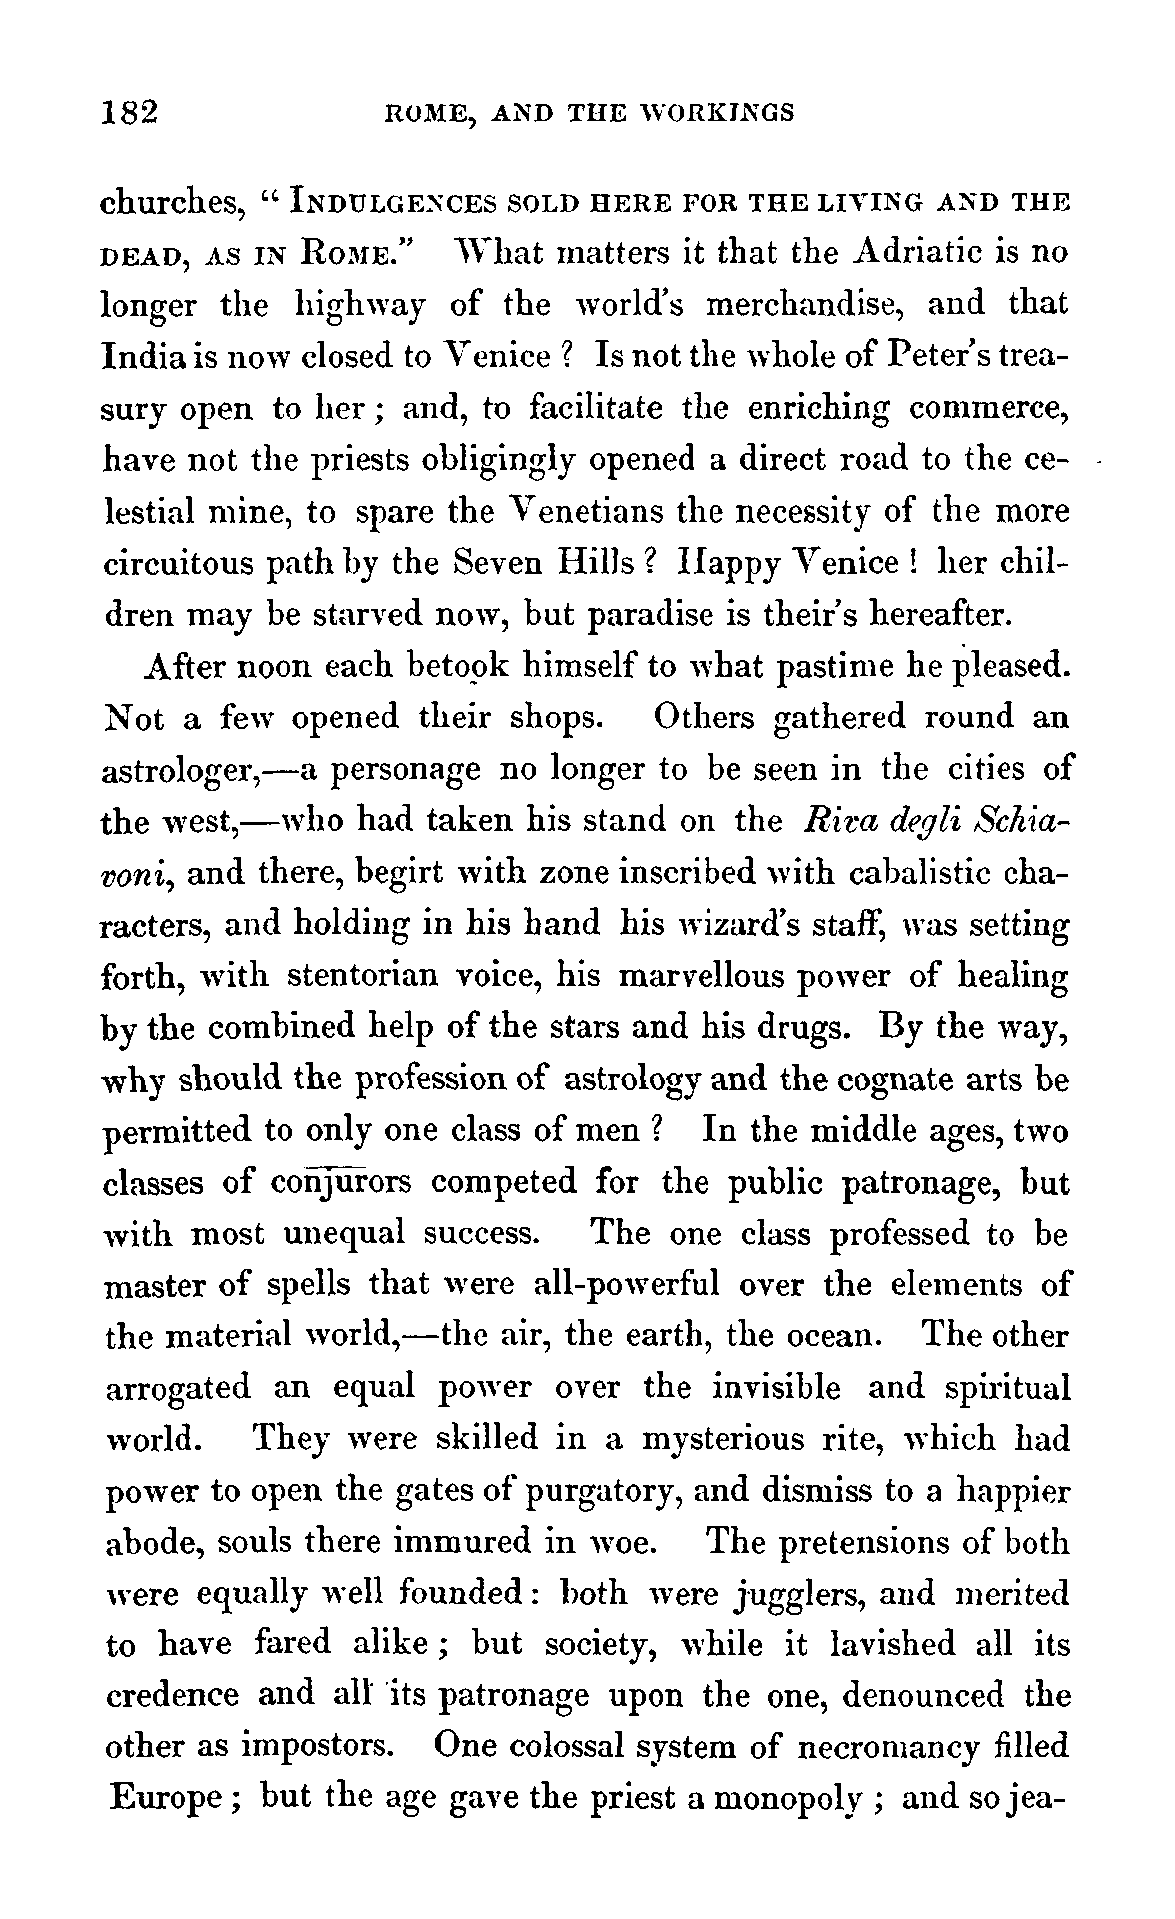 182 ROME, AND THE WORKINGS
churches, “ INDULGENCES SOLD HERE FOR THE LIVING AND THE
DEAD, AS IN ROME.” What matters it that the Adriatic is no
longer the highway of the world's merchandise, and that
India is now closed to Venice ? Is not the whole of Peter's trea-
sury open to her ; and, to facilitate the enriching commerce,
have not the priests obligingly opened a direct road to the ce-
lestial mine, to spare the Venetians the necessity of the more
circuitous path by the Seven Hills ? Happy Venice ! her chil-
dren may be starved now, but paradise is their's hereafter.
After noon each betook himself to what pastime he pleased.
Not a few opened their shops. Others gathered round an
astrologer,—a personage no longer to be seen in the cities of
the west,—who had taken his stand on the Riva degli Schia-
voni, and there, begirt with zone inscribed with cabalistic cha-
racters, and holding in his hand his wizard's staff, was setting
forth, with stentorian voice, his marvellous power of healing
by the combined help of the stars and his drugs. By the way,
why should the profession of astrology and the cognate arts be
permitted to only one class of men ? In the middle ages, two
classes of conjurors competed for the public patronage, but
with most unequal success. The one class professed to be
master of spells that were all-powerful over the elements of
the material world,—the air, the earth, the ocean. The other
arrogated an equal power over the invisible and spiritual
world. They were skilled in a mysterious rite, which had
power to open the gates of purgatory, and dismiss to a happier
abode, souls there immured in woe. The pretensions of both
were equally well founded : both were jugglers, and merited
to have fared alike ; but society, while it lavished all its
credence and all its patronage upon the one, denounced the
other as impostors. One colossal system of necromancy filled
Europe ; but the age gave the priest a monopoly ; and so jea-